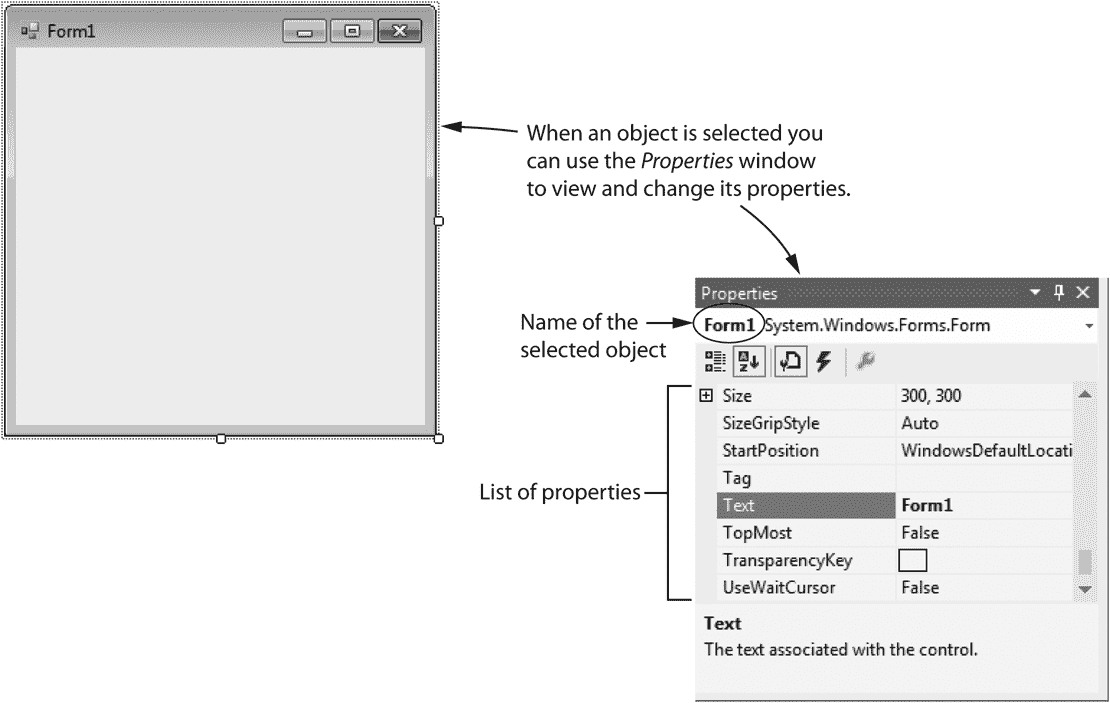 Form1
When an object is selected you
can use the Properties window
to view and change its properties.
Properties
Name of the
selected object
Form1 System.Windows.Forms.Form
Size 300, 300
SizeGripStyle Auto
StartPosition WindowsDefaultLocati
Tag
List of properties
Text Form1
TopMost False
TransparencyKey
UseWaitCursor False
Text
The text associated with the control.